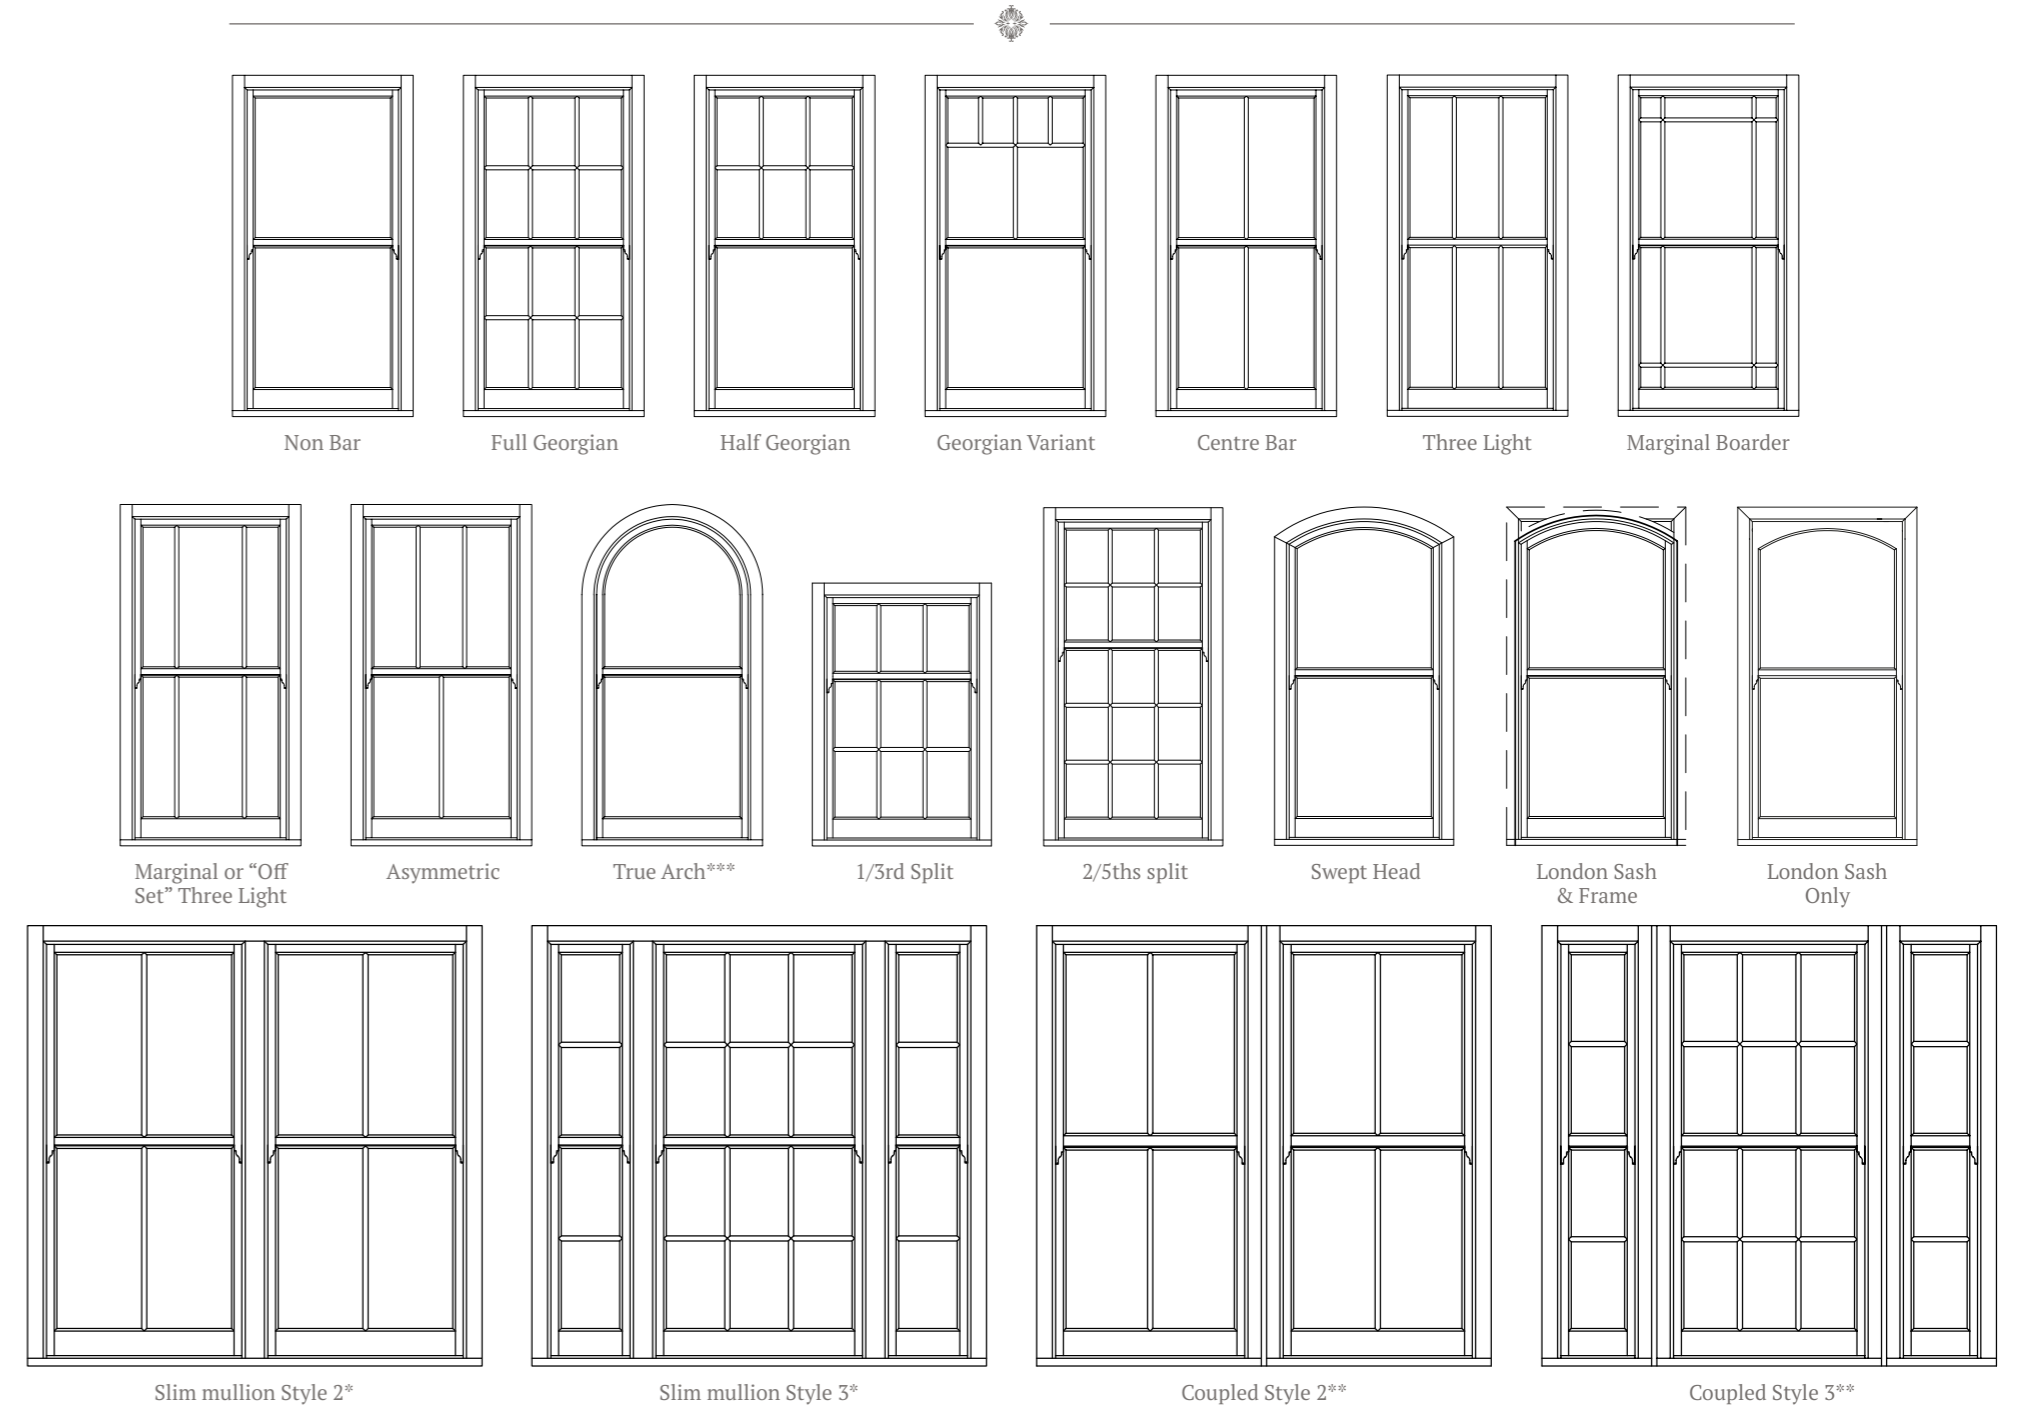 Non Bar
Full Georgian
Half Georgian
Georgian Variant
Centre Bar
Three Light
Marginal Boarder
Marginal or “Off
Set” Three Light
Asymmetric
True Arch***
1/3rd Split
2/5ths split
Swept Head
London Sash
& Frame
London Sash
Only
Slim mullion Style 2*
Slim mullion Style 3*
Coupled Style 2**
Coupled Style 3**